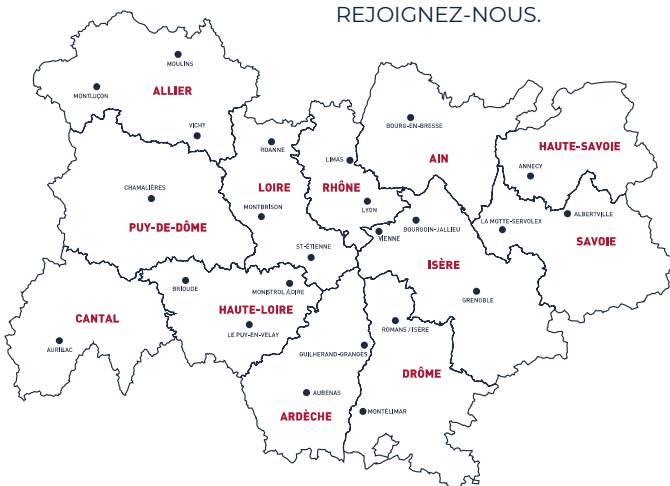 REJOIGNEZ-NOUS.
MOULINS
MONTLUÇON
ALLIER
VICHY
BOURG-EN-BRESSE
ROANNE
LIMAS
AIN
HAUTE-SAVOIE
ANNECY
CHAMALIÈRES
LOIRE
RHÔNE
MONTBRISON
LYON
PUY-DE-DÔME
BOURGOIN-JALLIEU
LA MOTTE-SERVOLEX
ALBERTVILLE
VIENNE
SAVOIE
ST-ÉTIENNE
ISÈRE
BRIOUDE
MONISTROL /LOIRE
GRENOBLE
HAUTE-LOIRE
CANTAL
LE PUY-EN-VELAY
ROMANS / ISÈRE
AURILLAC
GUILHERAND-GRANGES
DRÔME
AUBENAS
ARDÈCHE
MONTÉLIMAR